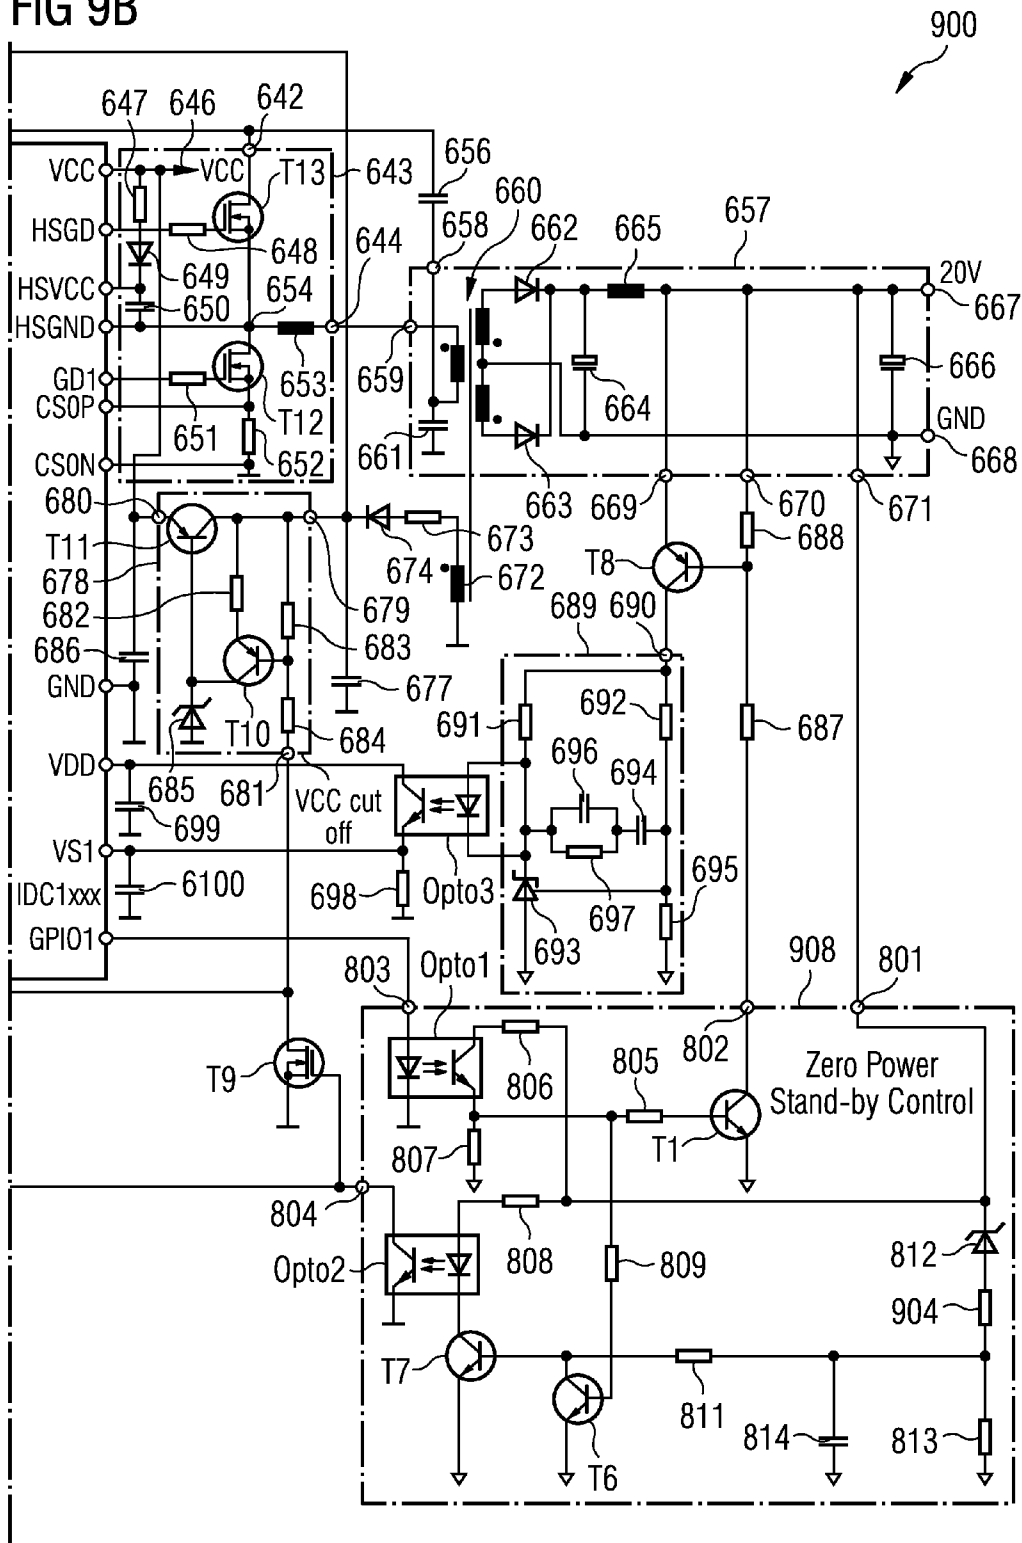 FIG 9B
900
647 646 642
VCC VCC T13 643 656 660
HSGD 648 644 658 662 665 657
649 20V
HSVCC 654 667
650
HSGND
653 659 664 666
GD1
CS0P 651 T12 661 GND
CS0N 652 663 668
680 669 670 671
T11 673 688
678 674 672 T8
682 679 689 690
686 683
GND 677 691 692 687
T10 684 696
VDD 694
685 681 VCC cut
off
699
VS1
6100 698 Opto3 697 695
IDC1xxx
693
GPIO1
803 Opto1 908 801
T9 806 802 Zero Power
805 Stand-by Control
807 T1
804
808 812
Opto2 809
904
T7
811
814 813
T6